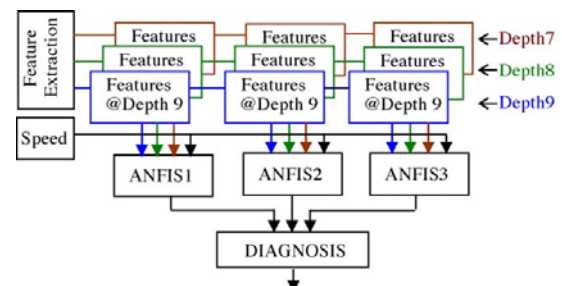 Feature
Extraction
Features
Features
Features
Features
Features
Features
Features
@Depth 9
Features
@Depth 9
Features
@Depth 9
Depth7
Depth8
Depth9
Speed
ANFIS1
ANFIS2
ANFIS3
DIAGNOSIS